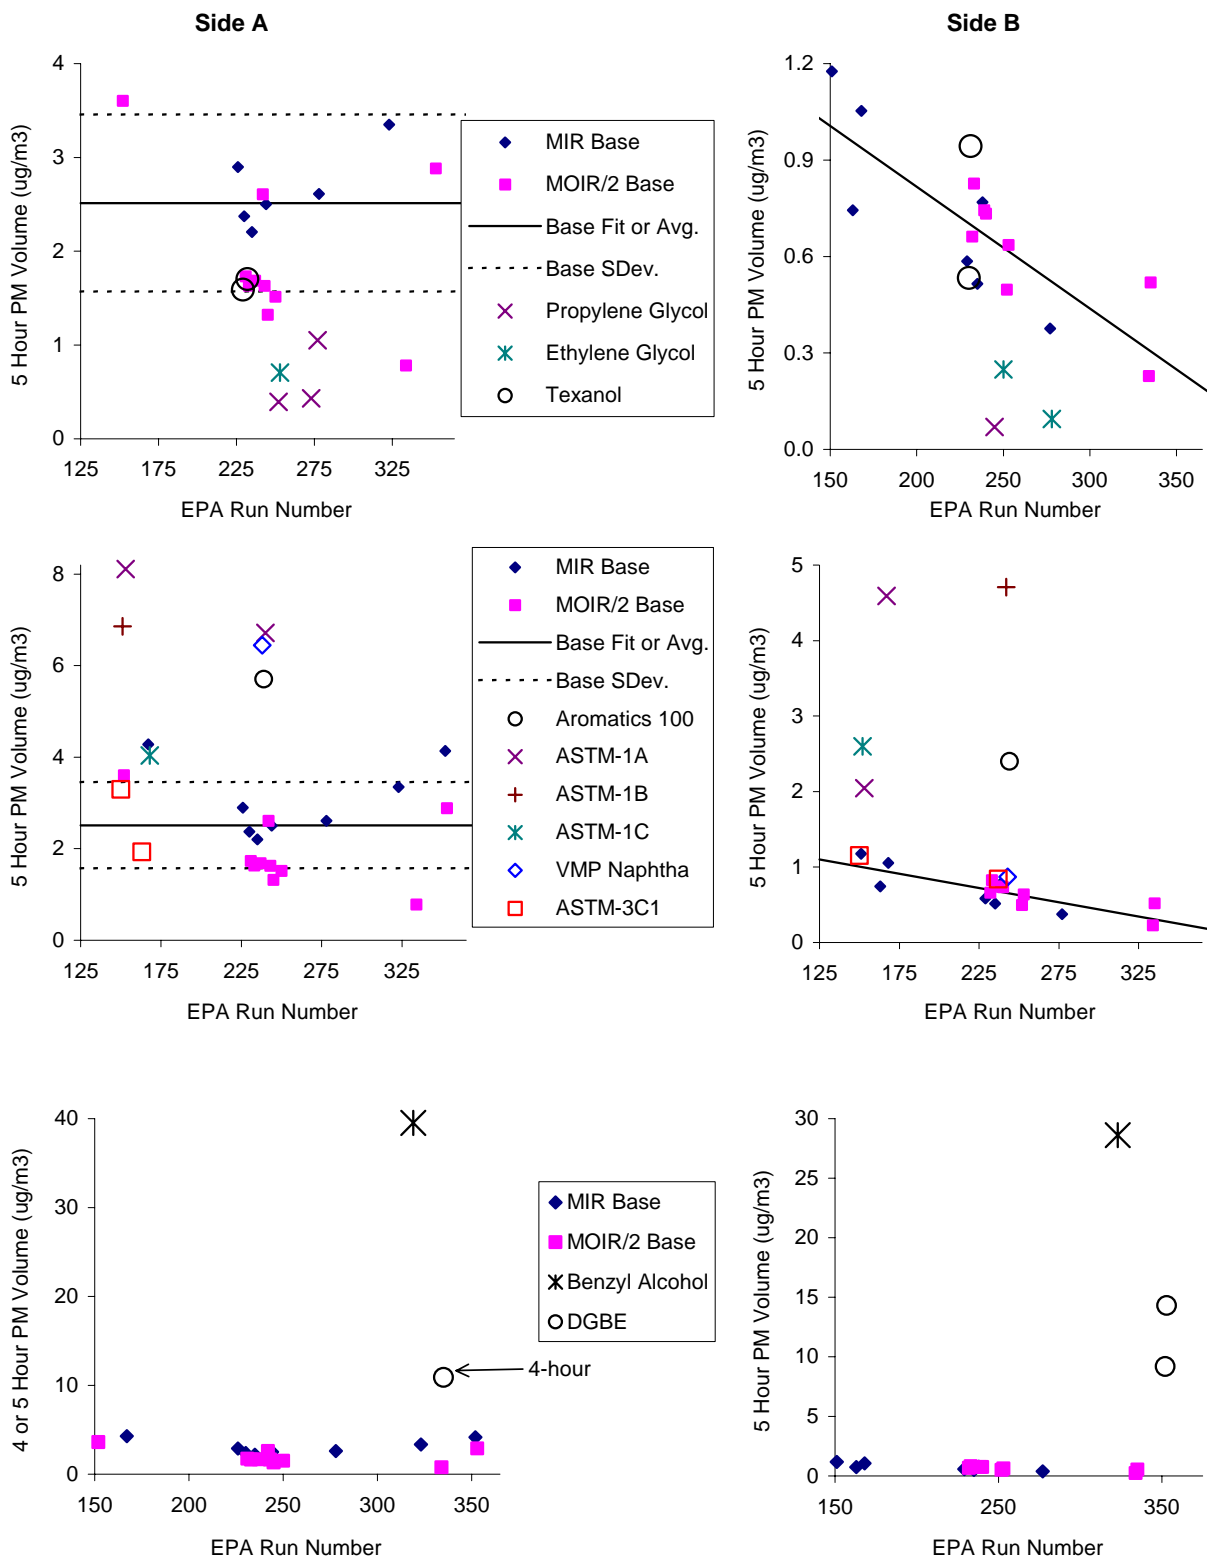 Side A
Side B
5 Hour PM Volume (ug/m3)
4
3
2
1
0
125 175 225 275 325
EPA Run Number
MIR Base
MOIR/2 Base
Base Fit or Avg.
Base SDev.
Propylene Glycol
Ethylene Glycol
Texanol
5 Hour PM Volume (ug/m3)
1.2
0.9
0.6
0.3
0.0
150 200 250 300 350
EPA Run Number
5 Hour PM Volume (ug/m3)
8
6
4
2
0
125 175 225 275 325
EPA Run Number
MIR Base
MOIR/2 Base
Base Fit or Avg.
Base SDev.
Aromatics 100
ASTM-1A
ASTM-1B
ASTM-1C
VMP Naphtha
ASTM-3C1
5 Hour PM Volume (ug/m3)
5
4
3
2
1
0
125 175 225 275 325
EPA Run Number
4 or 5 Hour PM Volume (ug/m3)
40
30
20
10
0
150 200 250 300 350
EPA Run Number
MIR Base
MOIR/2 Base
Benzyl Alcohol
DGBE
4-hour
5 Hour PM Volume (ug/m3)
30
25
20
15
10
5
0
150 250 350
EPA Run Number